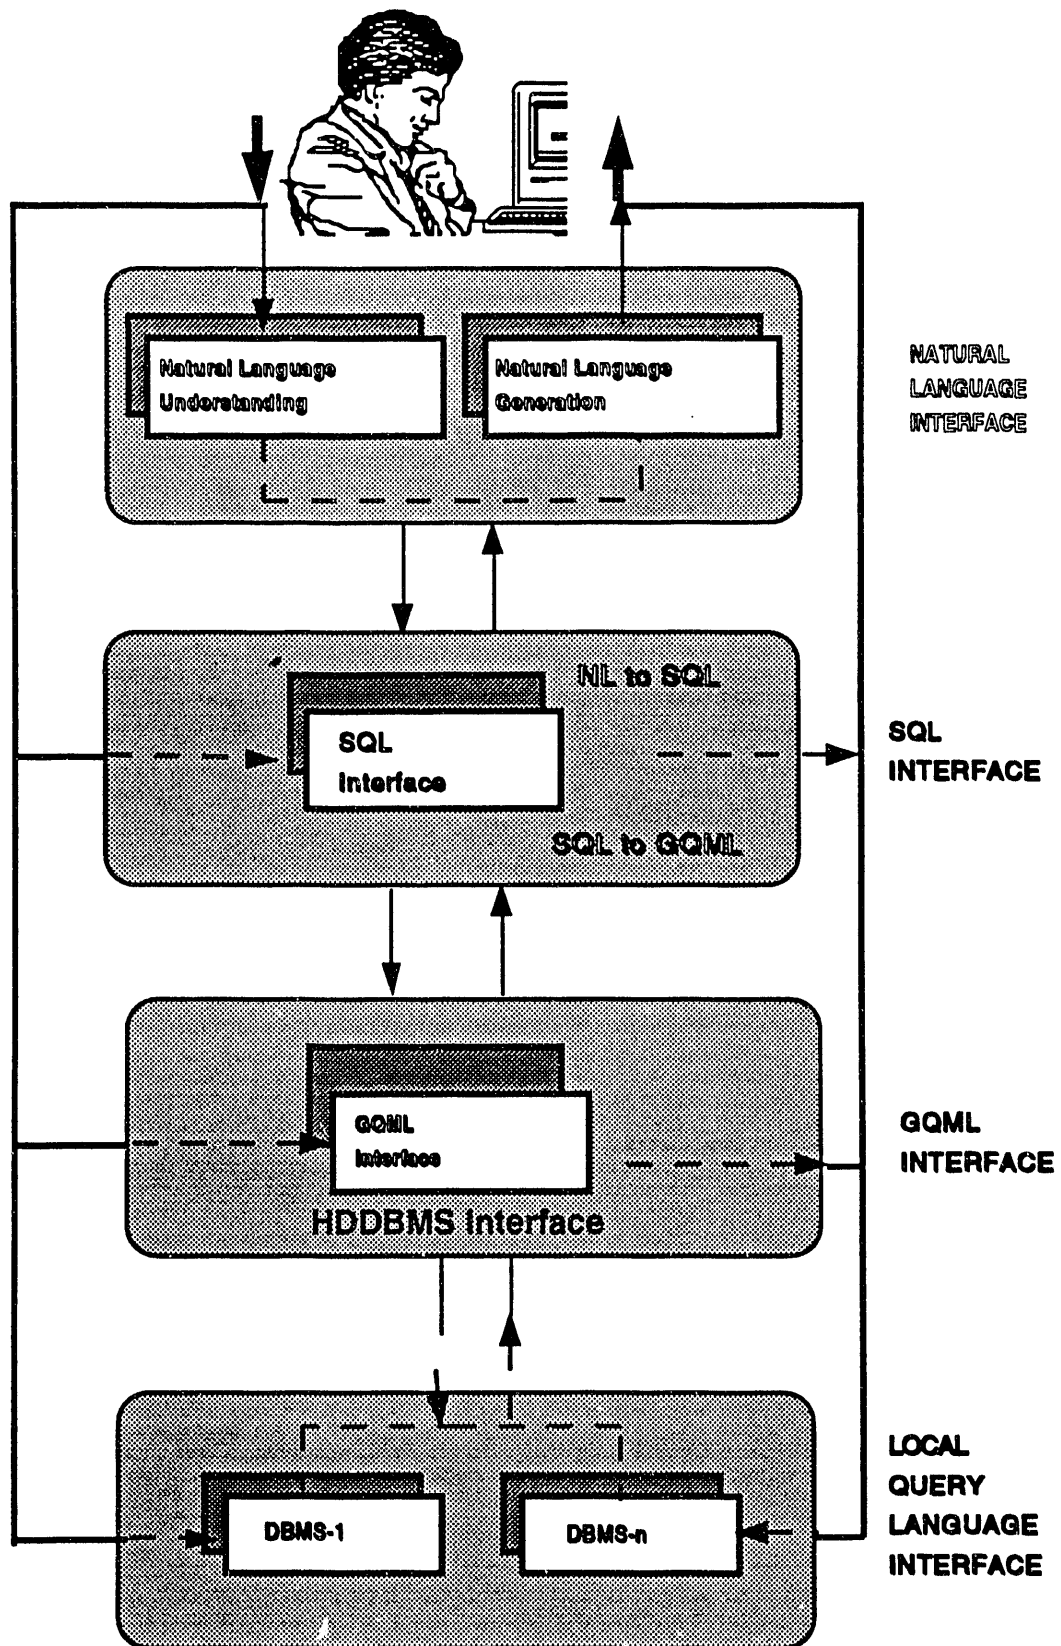 Natural Language
Understanding
Natural Language
Generation
NATURAL
LANGUAGE
INTERFACE
NL to SQL
SQL
Interface
SQL
INTERFACE
SQL to GQML
GQML
Interface
GQML
INTERFACE
HDDBMS Interface
LOCAL
QUERY
LANGUAGE
INTERFACE
DBMS-1
DBMS-n